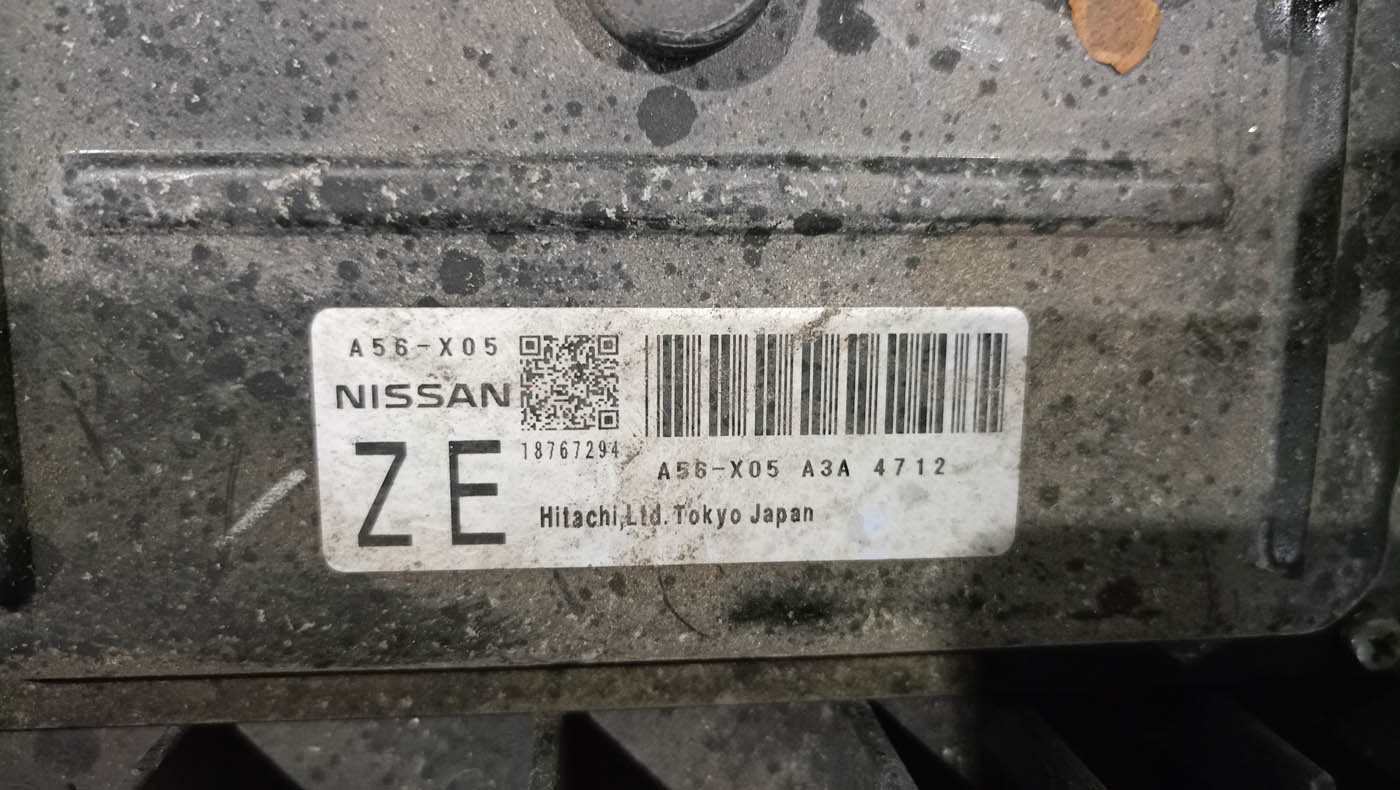 A56-X05
NISSAN
ZE
18767294
A56-X05 A3A 4712
Hitachi,Ltd.Tokyo Japan